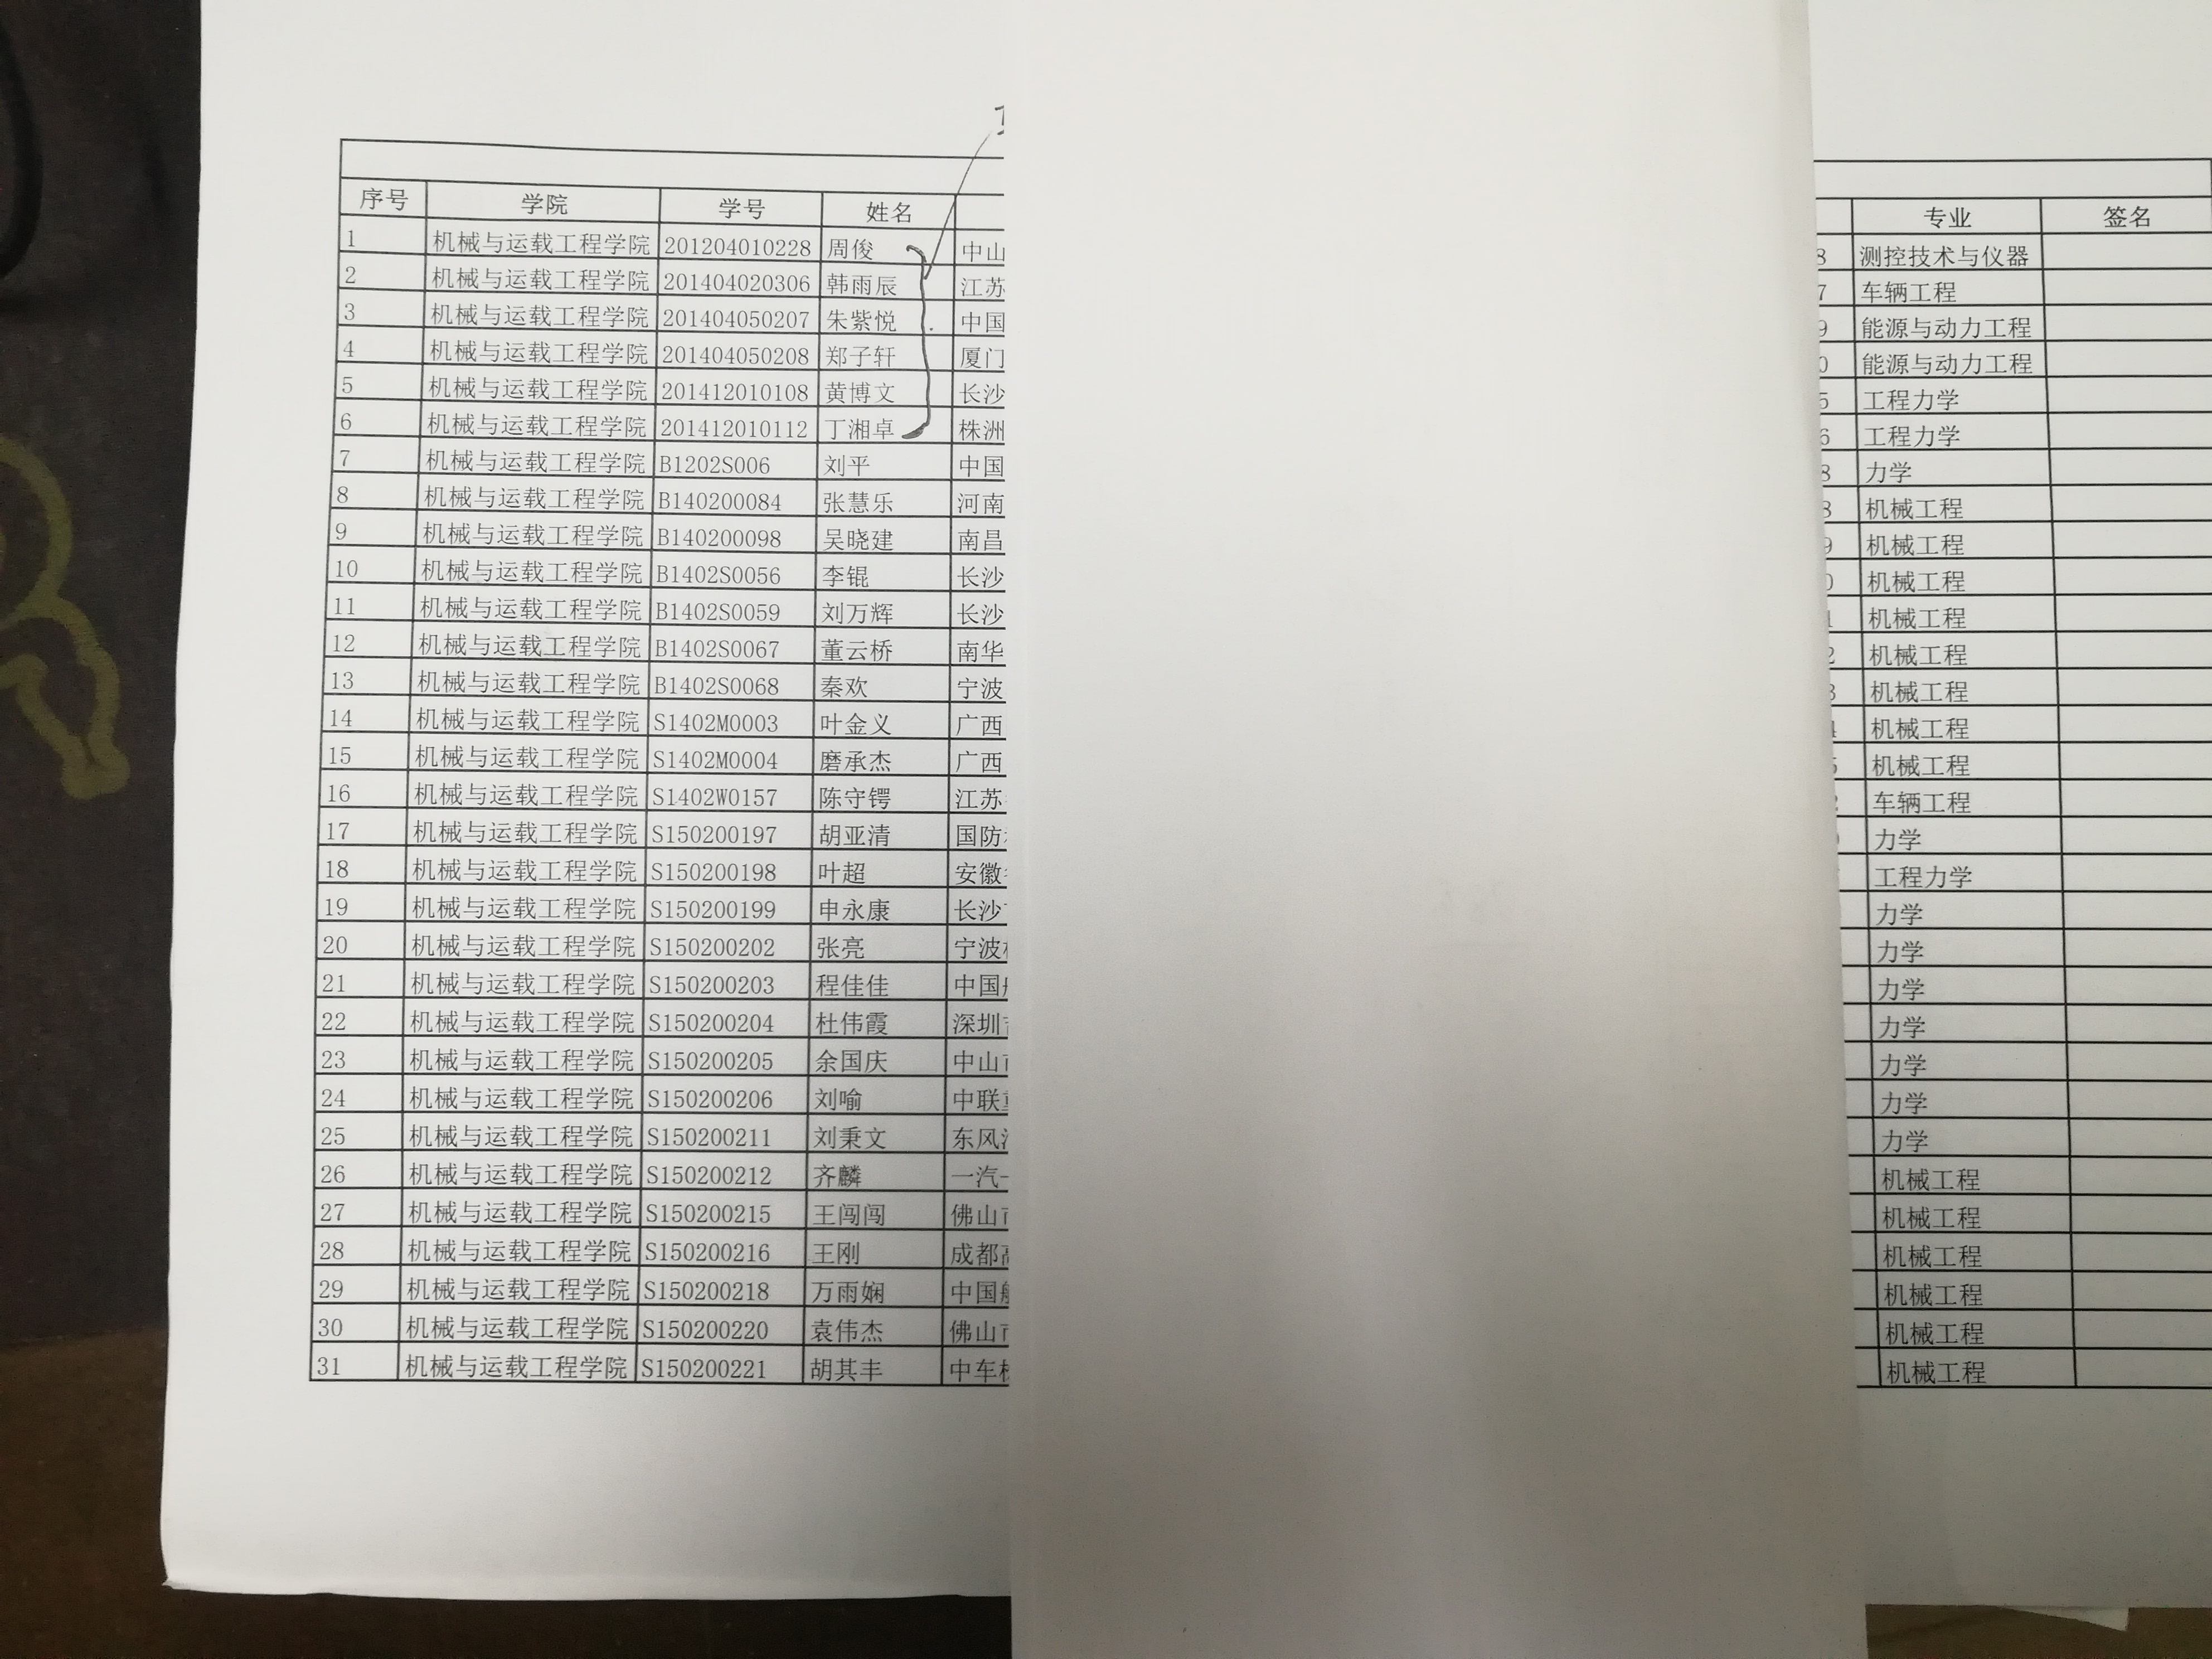 序号 学院 学号 姓名 专业 签名
1 机械与运载工程学院 201204010228 周俊 中山 8 测控技术与仪器
2 机械与运载工程学院 201404020306 韩雨辰 江苏 7 车辆工程
3 机械与运载工程学院 201404050207 朱紫悦 中国 9 能源与动力工程
4 机械与运载工程学院 201404050208 郑子轩 厦门 0 能源与动力工程
5 机械与运载工程学院 201412010108 黄博文 长沙 5 工程力学
6 机械与运载工程学院 201412010112 丁湘卓 株洲 6 工程力学
7 机械与运载工程学院 B1202S006 刘平 中国 8 力学
8 机械与运载工程学院 B140200084 张慧乐 河南 8 机械工程
9 机械与运载工程学院 B140200098 吴晓建 南昌 9 机械工程
10 机械与运载工程学院 B1402S0056 李锟 长沙 0 机械工程
11 机械与运载工程学院 B1402S0059 刘万辉 长沙 1 机械工程
12 机械与运载工程学院 B1402S0067 董云桥 南华 2 机械工程
13 机械与运载工程学院 B1402S0068 秦欢 宁波 3 机械工程
14 机械与运载工程学院 S1402M0003 叶金义 广西 4 机械工程
15 机械与运载工程学院 S1402M0004 磨承杰 广西 5 机械工程
16 机械与运载工程学院 S1402W0157 陈守锷 江苏 2 车辆工程
17 机械与运载工程学院 S150200197 胡亚清 国防 力学
18 机械与运载工程学院 S150200198 叶超 安徽 工程力学
19 机械与运载工程学院 S150200199 申永康 长沙 力学
20 机械与运载工程学院 S150200202 张亮 宁波 力学
21 机械与运载工程学院 S150200203 程佳佳 中国 力学
22 机械与运载工程学院 S150200204 杜伟霞 深圳 力学
23 机械与运载工程学院 S150200205 余国庆 中山 力学
24 机械与运载工程学院 S150200206 刘喻 中联 力学
25 机械与运载工程学院 S150200211 刘秉文 东风 力学
26 机械与运载工程学院 S150200212 齐麟 一汽 机械工程
27 机械与运载工程学院 S150200215 王闯闯 佛山 机械工程
28 机械与运载工程学院 S150200216 王刚 成都 机械工程
29 机械与运载工程学院 S150200218 万雨娴 中国 机械工程
30 机械与运载工程学院 S150200220 袁伟杰 佛山 机械工程
31 机械与运载工程学院 S150200221 胡其丰 中车 机械工程